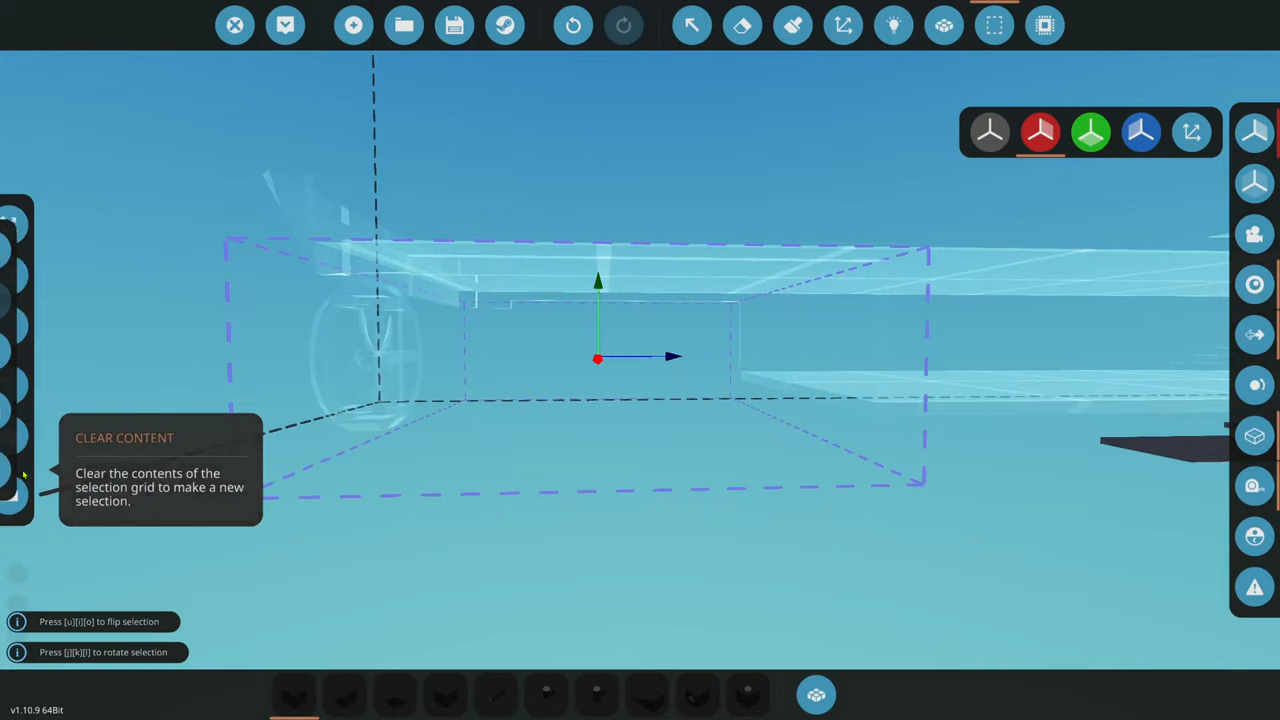 CLEAR CONTENT
Clear the contents of the
selection grid to make a new
selection.
Press [u][i][o] to flip selection
Press [j][k][l] to rotate selection
v1.10.9 64Bit